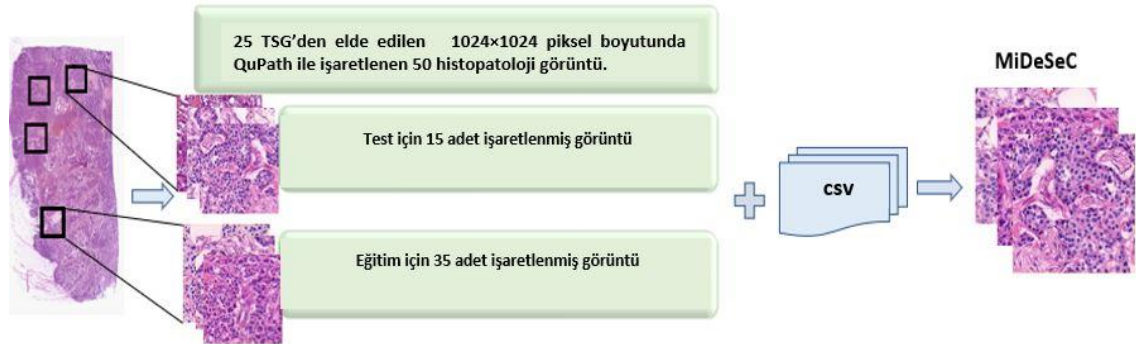 25 TSG’den elde edilen 1024×1024 piksel boyutunda
QuPath ile işaretlenen 50 histopatoloji görüntü.
MiDeSeC
Test için 15 adet işaretlenmiş görüntü
csv
Eğitim için 35 adet işaretlenmiş görüntü